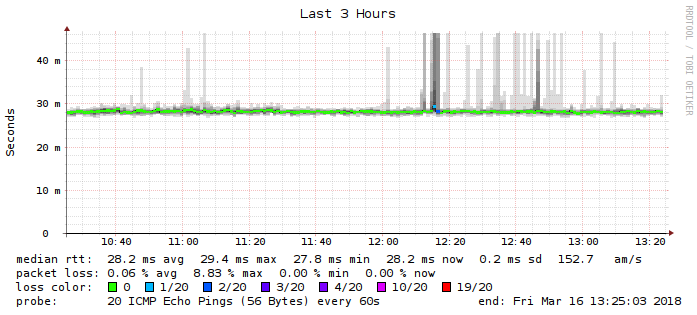 Last 3 Hours
RRDTOOL / TOBI OETIKER
Seconds
40 m
30 m
20 m
10 m
0
10:40 11:00 11:20 11:40 12:00 12:20 12:40 13:00 13:20
median rtt: 28.2 ms avg 29.4 ms max 27.8 ms min 28.2 ms now 0.2 ms sd 152.7 am/s
packet loss: 0.06 % avg 8.83 % max 0.00 % min 0.00 % now
loss color: 0 1/20 2/20 3/20 4/20 10/20 19/20
probe: 20 ICMP Echo Pings (56 Bytes) every 60s end: Fri Mar 16 13:25:03 2018